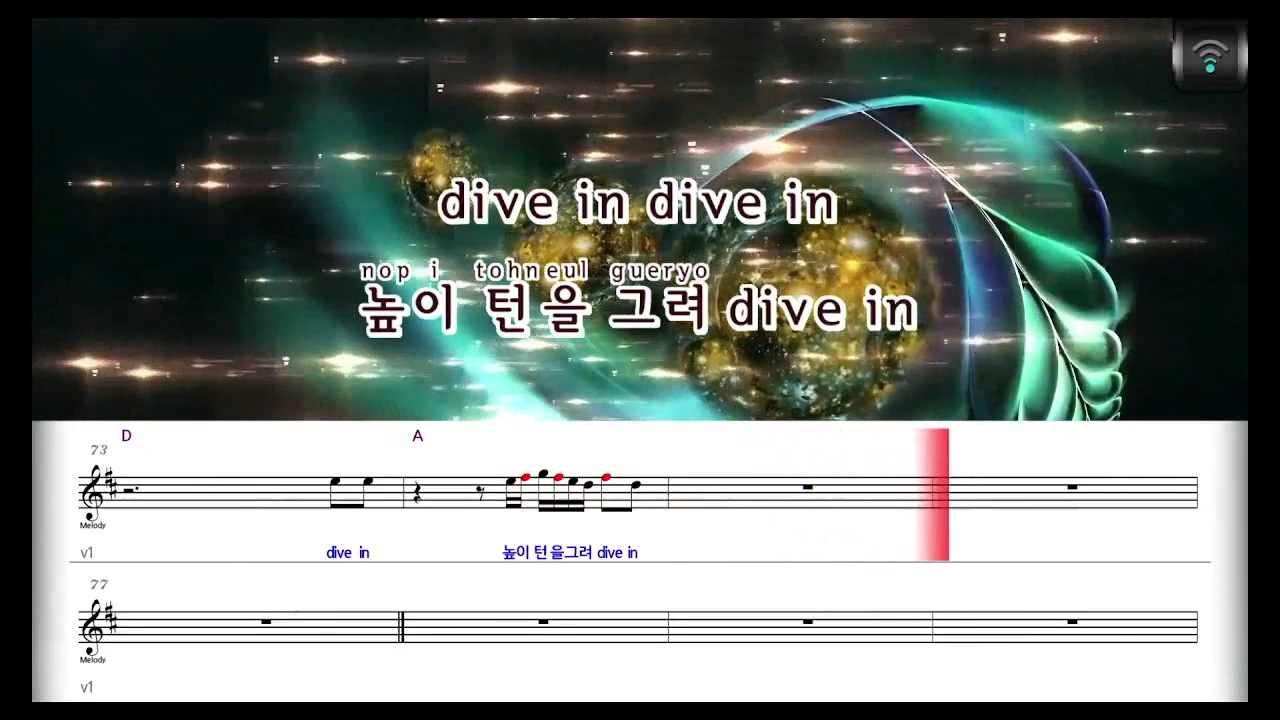 dive in dive in
nop i tohneul gueryo
높이 턴을 그려 dive in
D A
73
Melody
v1 dive in 높이 턴 을그려 dive in
77
Melody
v1